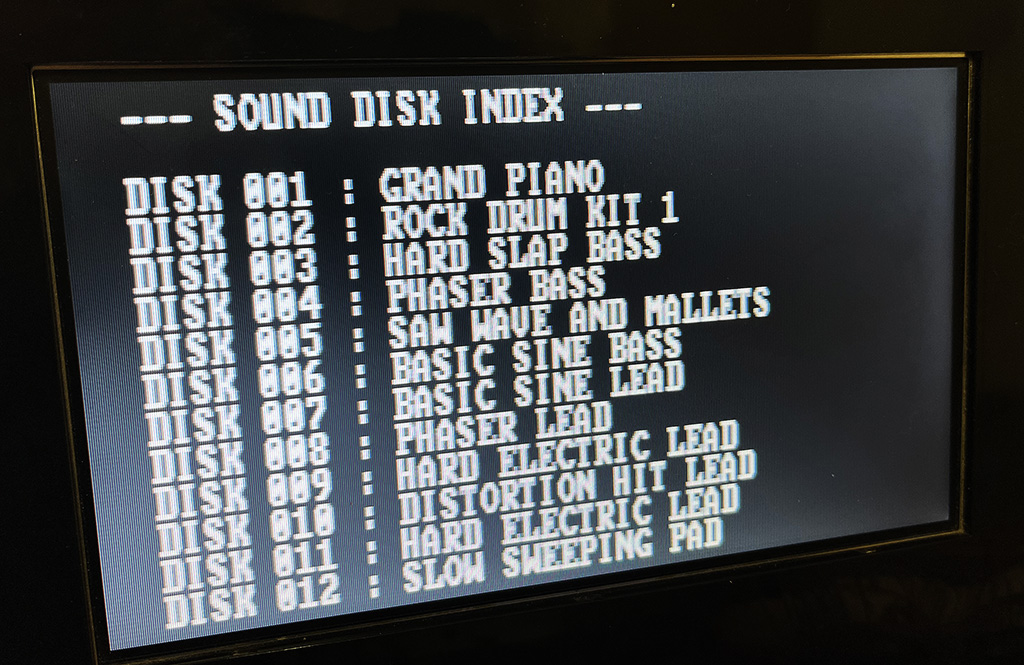 --- SOUND DISK INDEX ---
DISK 001 : GRAND PIANO
DISK 002 : ROCK DRUM KIT 1
DISK 003 : HARD SLAP BASS
DISK 004 : PHASER BASS
DISK 005 : SAW WAVE AND MALLETS
DISK 006 : BASIC SINE BASS
DISK 007 : BASIC SINE LEAD
DISK 008 : PHASER LEAD
DISK 009 : HARD ELECTRIC LEAD
DISK 010 : DISTORTION HIT LEAD
DISK 011 : HARD ELECTRIC LEAD
DISK 012 : SLOW SWEEPING PAD